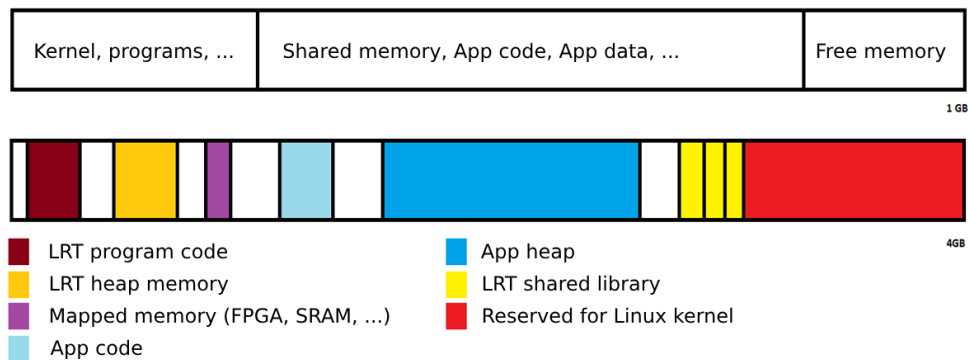 Kernel, programs, ...
Shared memory, App code, App data, ...
Free memory
1 GB
4GB
LRT program code
LRT heap memory
Mapped memory (FPGA, SRAM, ...)
App code
App heap
LRT shared library
Reserved for Linux kernel